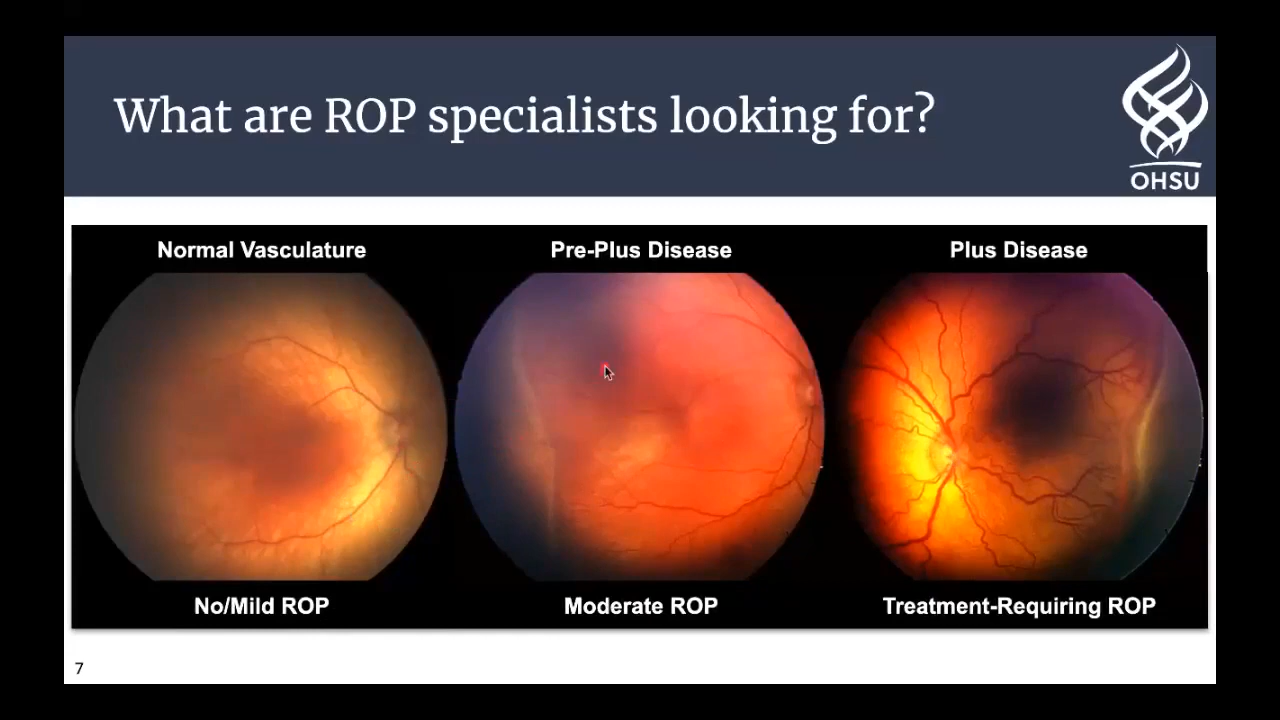 What are ROP specialists looking for?
OHSU
Normal Vasculature
Pre-Plus Disease
Plus Disease
No/Mild ROP
Moderate ROP
Treatment-Requiring ROP
7